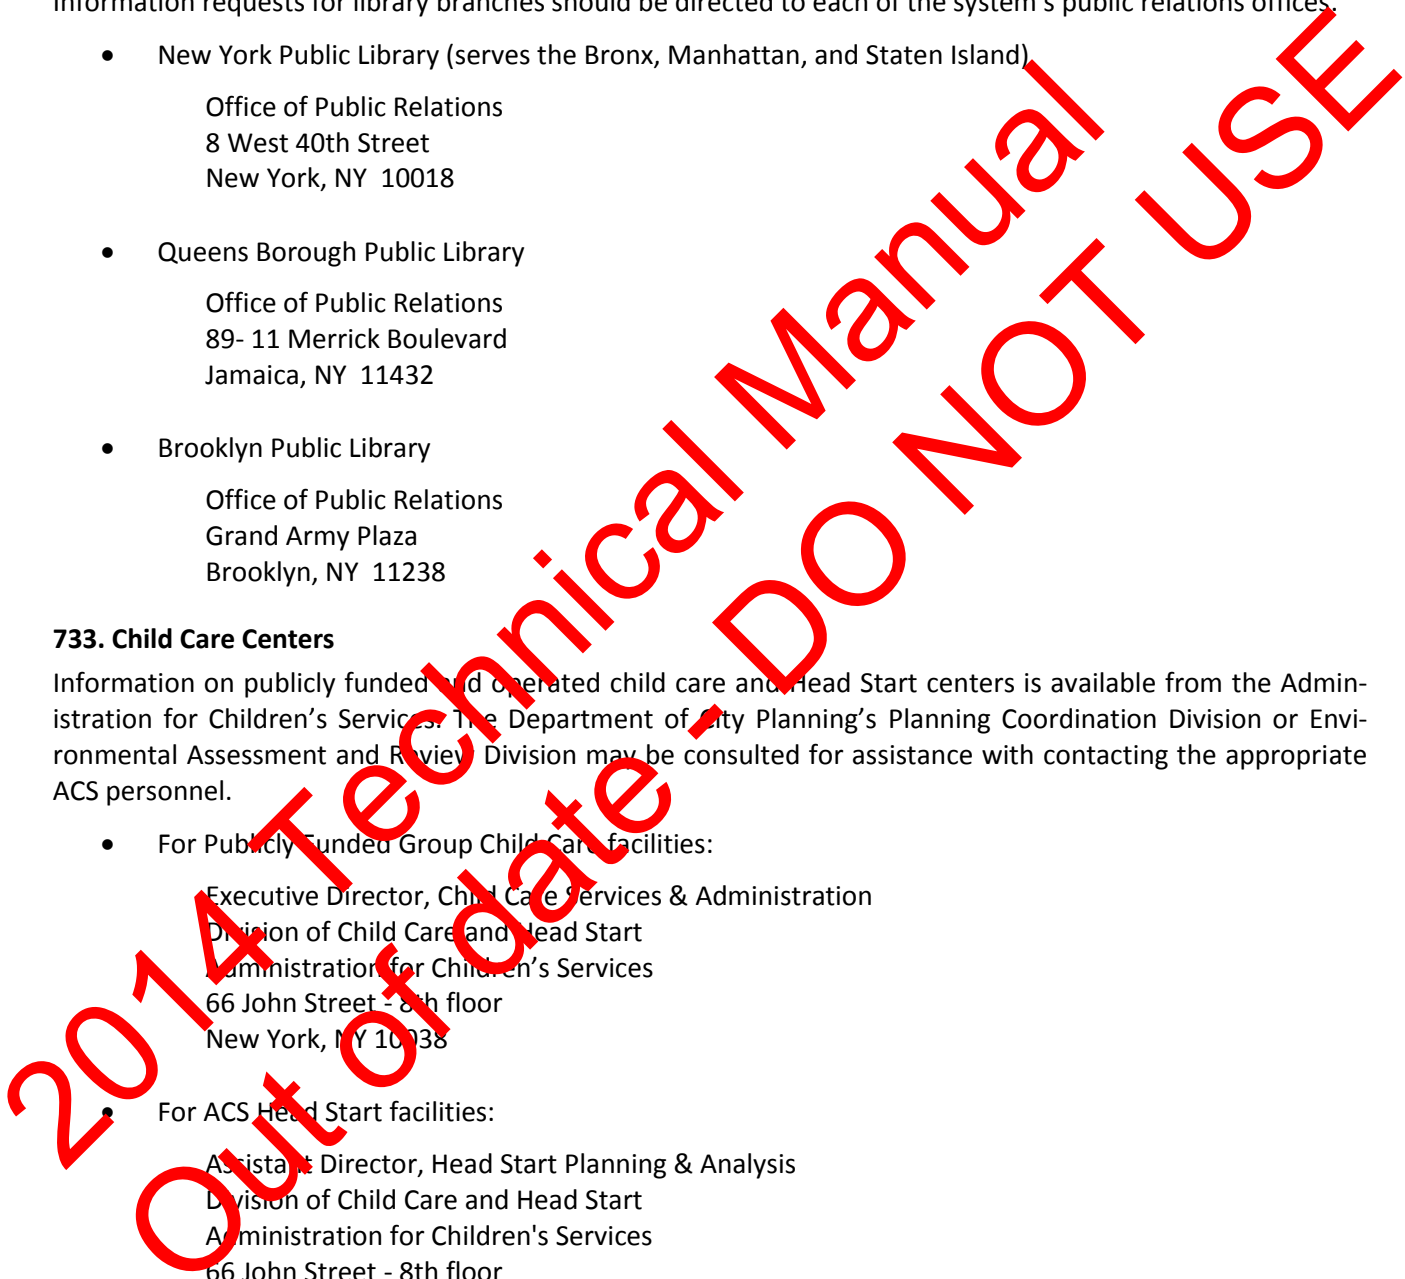 Information requests for library branches should be directed to each of the system's public relations offices.
• New York Public Library (serves the Bronx, Manhattan, and Staten Island)
Office of Public Relations
8 West 40th Street
New York, NY 10018
• Queens Borough Public Library
Office of Public Relations
89- 11 Merrick Boulevard
Jamaica, NY 11432
• Brooklyn Public Library
Office of Public Relations
Grand Army Plaza
Brooklyn, NY 11238
733. Child Care Centers
Information on publicly funded and operated child care and Head Start centers is available from the Admin-
istration for Children’s Services. The Department of City Planning’s Planning Coordination Division or Envi-
ronmental Assessment and Review Division may be consulted for assistance with contacting the appropriate
ACS personnel.
• For Publicly Funded Group Child Care facilities:
Executive Director, Child Care Services & Administration
Division of Child Care and Head Start
Administration for Children’s Services
66 John Street - 8th floor
New York, NY 10038
• For ACS Head Start facilities:
Assistant Director, Head Start Planning & Analysis
Division of Child Care and Head Start
Administration for Children's Services
66 John Street - 8th floor
2014 Technical Manual
Out of date - DO NOT USE